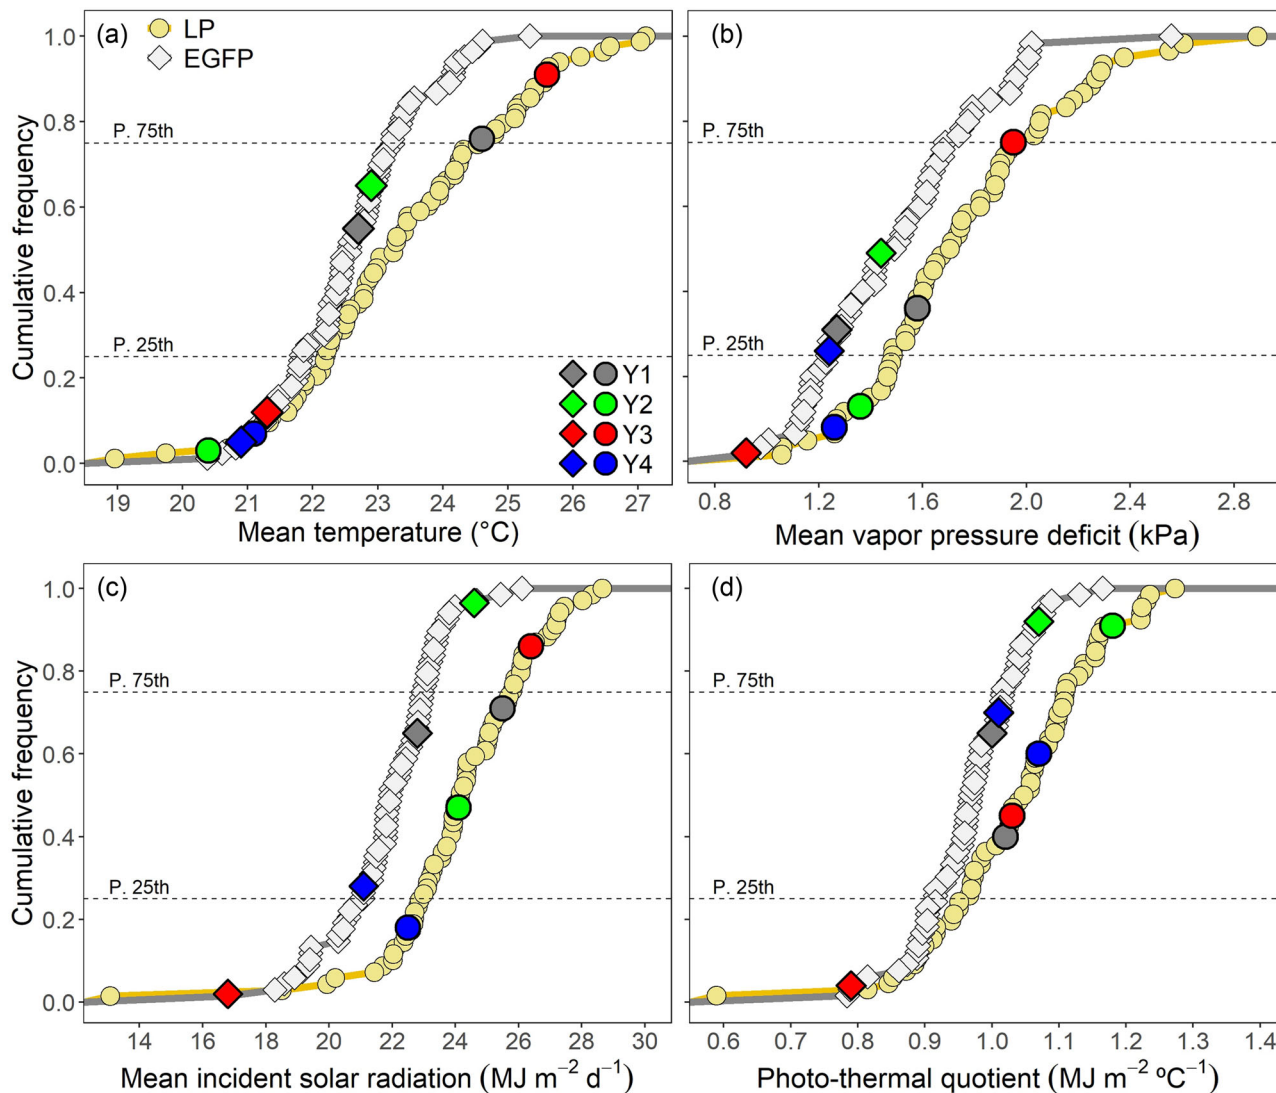 (a)
LP
EGFP
P. 75th
P. 25th
Y1
Y2
Y3
Y4
0.0
0.2
0.4
0.6
0.8
1.0
Cumulative frequency
19 20 21 22 23 24 25 26 27
Mean temperature (°C)
(b)
P. 75th
P. 25th
0.8 1.2 1.6 2.0 2.4 2.8
Mean vapor pressure deficit (kPa)
(c)
P. 75th
P. 25th
0.0
0.2
0.4
0.6
0.8
1.0
Cumulative frequency
14 16 18 20 22 24 26 28 30
Mean incident solar radiation (MJ m⁻² d⁻¹)
(d)
P. 75th
P. 25th
0.6 0.7 0.8 0.9 1.0 1.1 1.2 1.3 1.4
Photo-thermal quotient (MJ m⁻² ºC⁻¹)